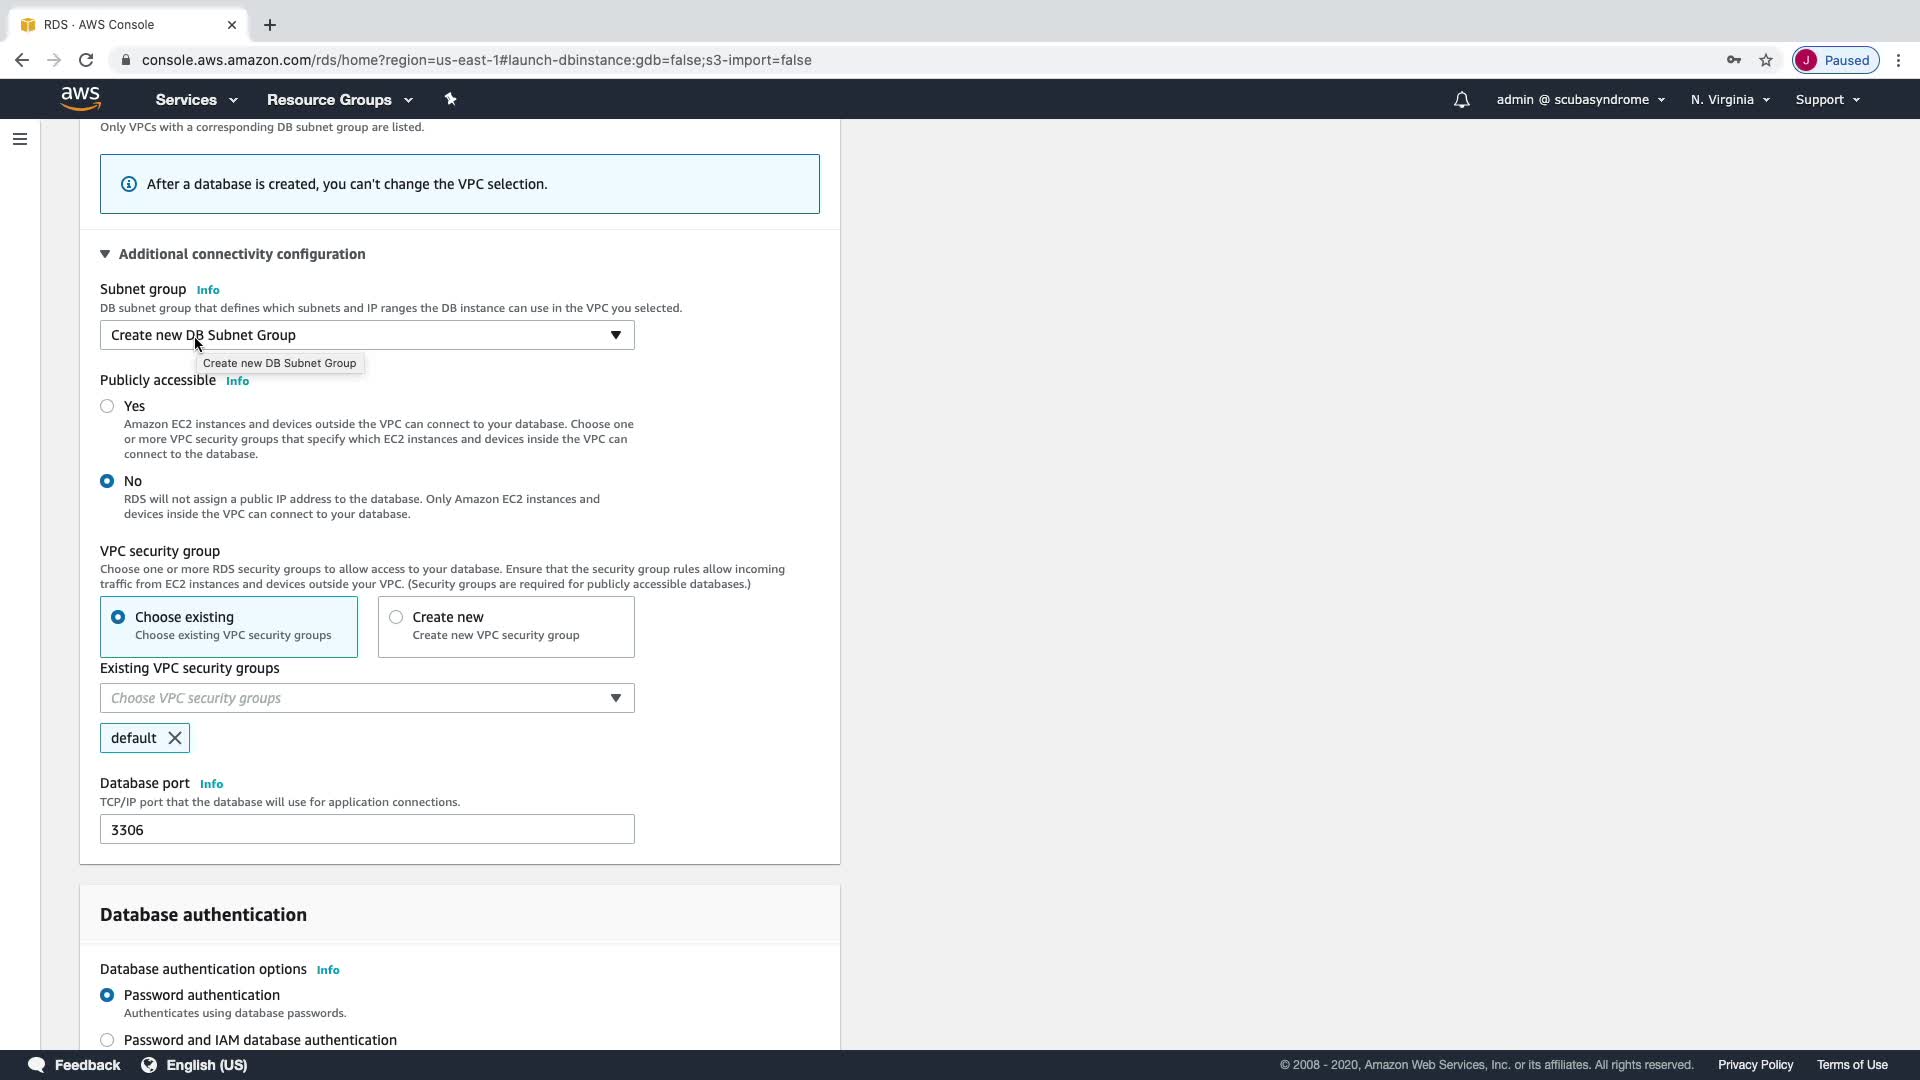 RDS · AWS Console
console.aws.amazon.com/rds/home?region=us-east-1#launch-dbinstance:gdb=false;s3-import=false
J Paused
aws Services Resource Groups admin @ scubasyndrome N. Virginia Support
Only VPCs with a corresponding DB subnet group are listed.
After a database is created, you can't change the VPC selection.
Additional connectivity configuration
Subnet group Info
DB subnet group that defines which subnets and IP ranges the DB instance can use in the VPC you selected.
Create new DB Subnet Group
Create new DB Subnet Group
Publicly accessible Info
Yes
Amazon EC2 instances and devices outside the VPC can connect to your database. Choose one
or more VPC security groups that specify which EC2 instances and devices inside the VPC can
connect to the database.
No
RDS will not assign a public IP address to the database. Only Amazon EC2 instances and
devices inside the VPC can connect to your database.
VPC security group
Choose one or more RDS security groups to allow access to your database. Ensure that the security group rules allow incoming
traffic from EC2 instances and devices outside your VPC. (Security groups are required for publicly accessible databases.)
Choose existing
Choose existing VPC security groups
Create new
Create new VPC security group
Existing VPC security groups
Choose VPC security groups
default
Database port Info
TCP/IP port that the database will use for application connections.
3306
Database authentication
Database authentication options Info
Password authentication
Authenticates using database passwords.
Password and IAM database authentication
Feedback English (US) © 2008 - 2020, Amazon Web Services, Inc. or its affiliates. All rights reserved. Privacy Policy Terms of Use